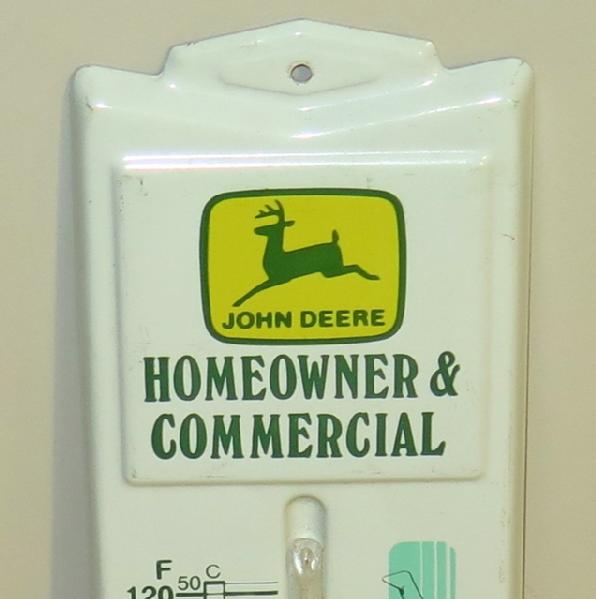 JOHN DEERE
HOMEOWNER &
COMMERCIAL
F C
120 50